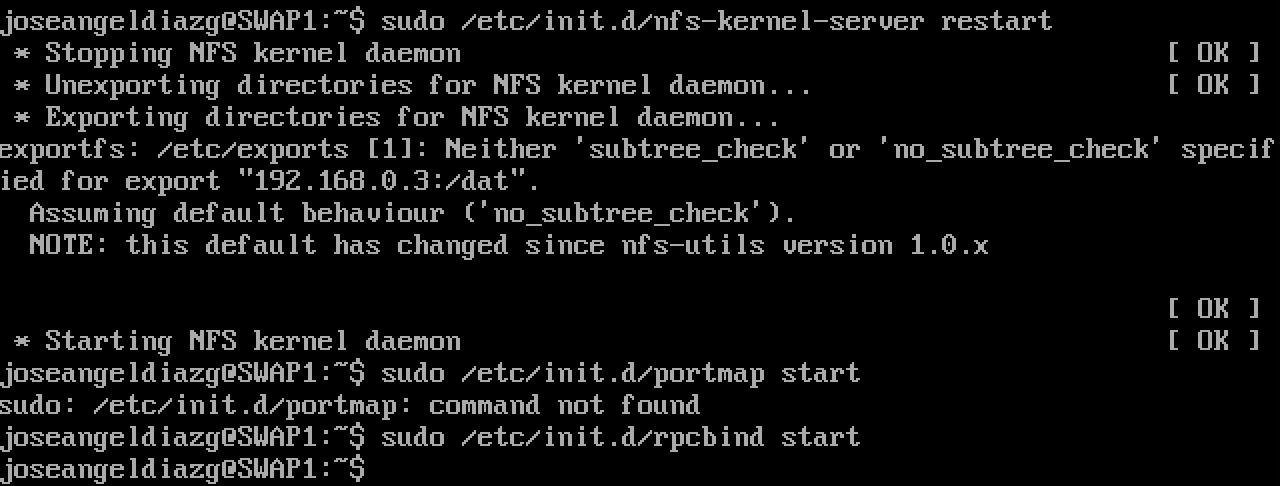 joseangeldiazg@SWAP1:~$ sudo /etc/init.d/nfs-kernel-server restart
 * Stopping NFS kernel daemon [ OK ]
 * Unexporting directories for NFS kernel daemon... [ OK ]
 * Exporting directories for NFS kernel daemon...
exportfs: /etc/exports [1]: Neither 'subtree_check' or 'no_subtree_check' specif
ied for export "192.168.0.3:/dat".
  Assuming default behaviour ('no_subtree_check').
  NOTE: this default has changed since nfs-utils version 1.0.x
[ OK ]
 * Starting NFS kernel daemon [ OK ]
joseangeldiazg@SWAP1:~$ sudo /etc/init.d/portmap start
sudo: /etc/init.d/portmap: command not found
joseangeldiazg@SWAP1:~$ sudo /etc/init.d/rpcbind start
joseangeldiazg@SWAP1:~$